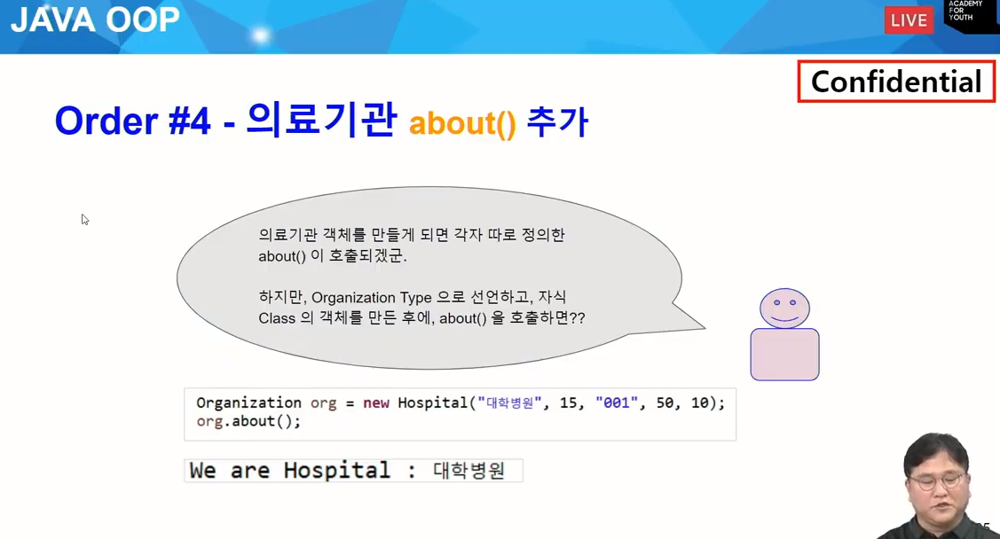 JAVA OOP
LIVE
ACADEMY
FOR
YOUTH
Confidential
Order #4 - 의료기관 about() 추가
의료기관 객체를 만들게 되면 각자 따로 정의한
about() 이 호출되겠군.
하지만, Organization Type 으로 선언하고, 자식
Class 의 객체를 만든 후에, about() 을 호출하면??
Organization org = new Hospital("대학병원", 15, "001", 50, 10);
org.about();
We are Hospital : 대학병원